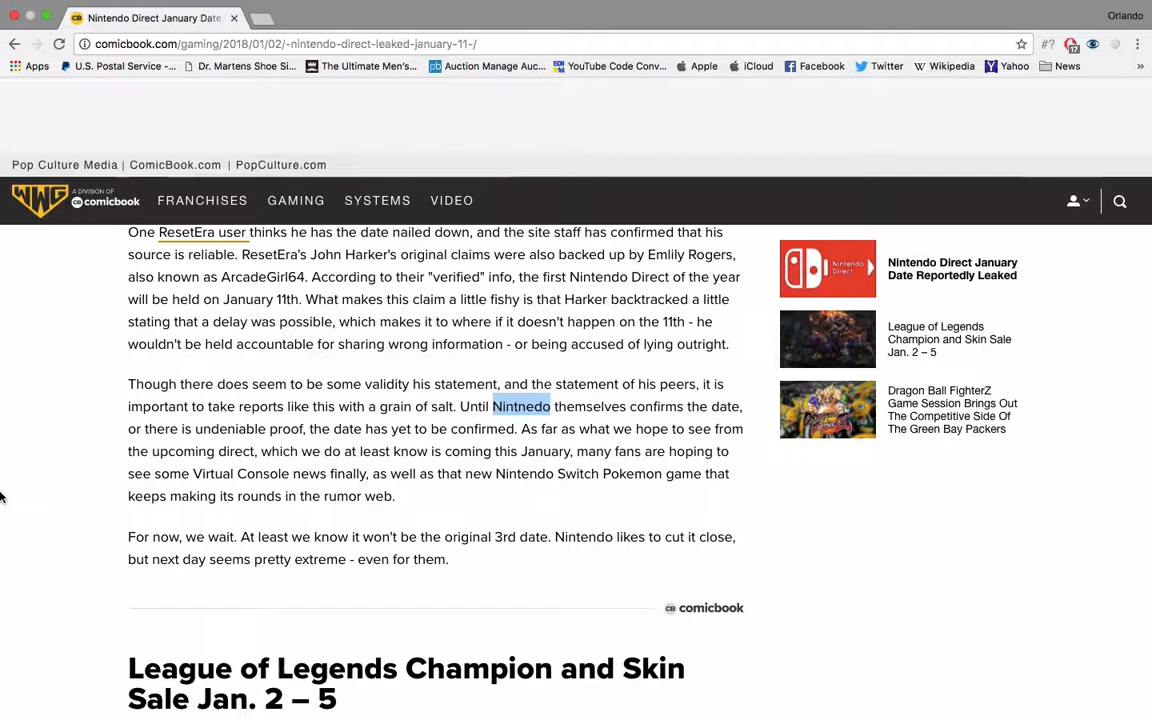 Nintendo Direct January Date
Orlando
comicbook.com/gaming/2018/01/02/-nintendo-direct-leaked-january-11-/
#?
17
Apps
U.S. Postal Service -...
Dr. Martens Shoe Si...
The Ultimate Men's...
Auction Manage Auc...
YouTube Code Conv...
Apple
iCloud
Facebook
Twitter
Wikipedia
Yahoo
News
»
Pop Culture Media | ComicBook.com | PopCulture.com
WWG
A DIVISION OF
CB comicbook
FRANCHISES
GAMING
SYSTEMS
VIDEO
One ResetEra user thinks he has the date nailed down, and the site staff has confirmed that his
source is reliable. ResetEra's John Harker's original claims were also backed up by Emlily Rogers,
also known as ArcadeGirl64. According to their "verified" info, the first Nintendo Direct of the year
will be held on January 11th. What makes this claim a little fishy is that Harker backtracked a little
stating that a delay was possible, which makes it to where if it doesn't happen on the 11th - he
wouldn't be held accountable for sharing wrong information - or being accused of lying outright.
Though there does seem to be some validity his statement, and the statement of his peers, it is
important to take reports like this with a grain of salt. Until Nintnedo themselves confirms the date,
or there is undeniable proof, the date has yet to be confirmed. As far as what we hope to see from
the upcoming direct, which we do at least know is coming this January, many fans are hoping to
see some Virtual Console news finally, as well as that new Nintendo Switch Pokemon game that
keeps making its rounds in the rumor web.
For now, we wait. At least we know it won't be the original 3rd date. Nintendo likes to cut it close,
but next day seems pretty extreme - even for them.
CB comicbook
League of Legends Champion and Skin
Sale Jan. 2 – 5
Nintendo
Direct
Nintendo Direct January
Date Reportedly Leaked
League of Legends
Champion and Skin Sale
Jan. 2 – 5
Dragon Ball FighterZ
Game Session Brings Out
The Competitive Side Of
The Green Bay Packers